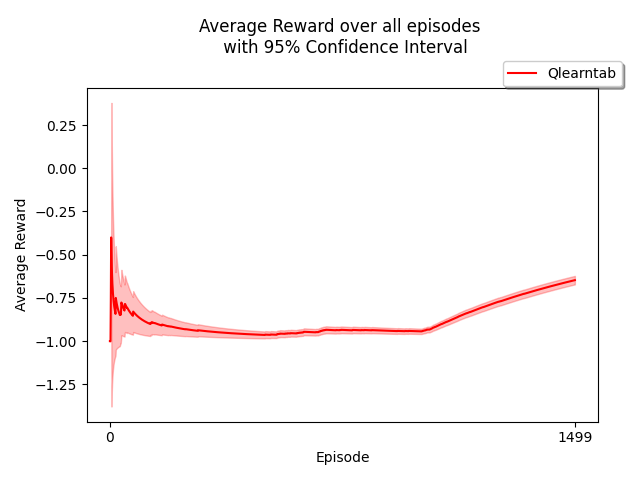 Average Reward over all episodes
with 95% Confidence Interval
Qlearntab
0.25
0.00
−0.25
−0.50
−0.75
−1.00
−1.25
Average Reward
0
1499
Episode